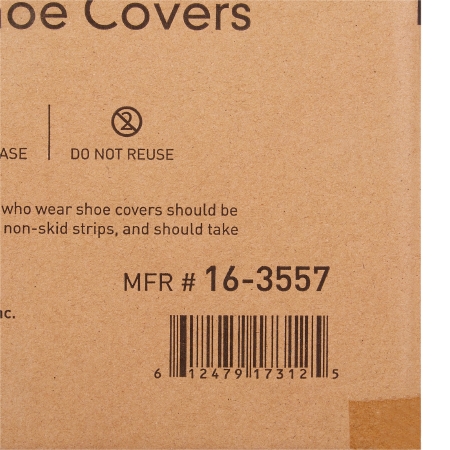 hoe Covers
ASE
DO NOT REUSE
who wear shoe covers should be
non-skid strips, and should take
MFR # 16-3557
nc.
6 12479 17312 5